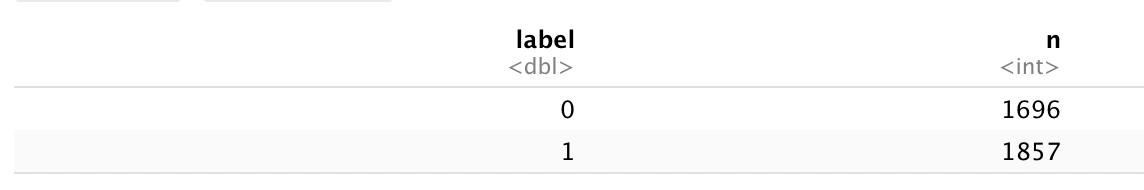 label n
<dbl> <int>
0 1696
1 1857